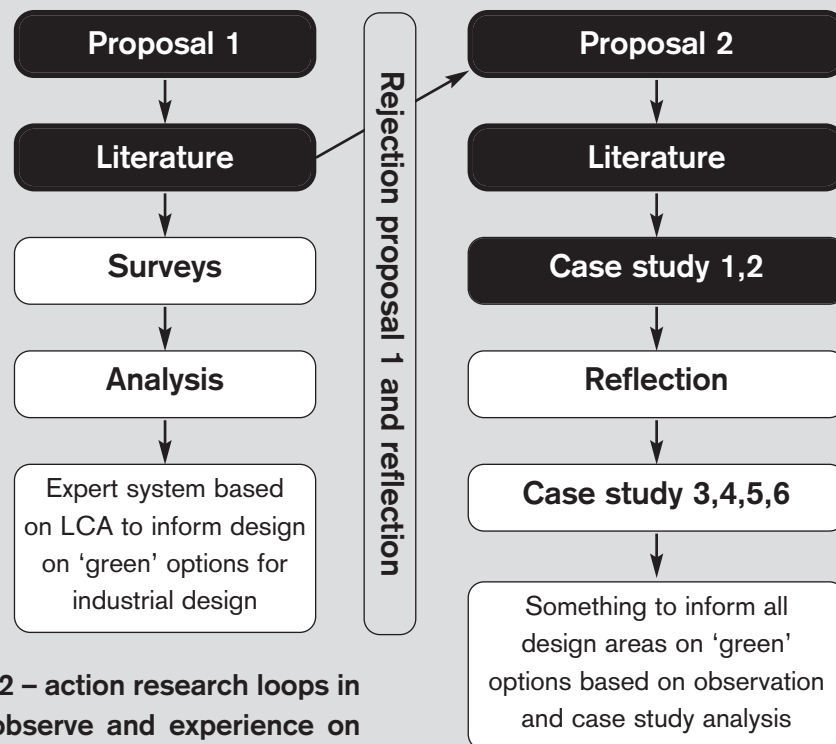 Proposal 1
Literature
Surveys
Analysis
Expert system based
on LCA to inform design
on ‘green’ options for
industrial design
Rejection proposal 1 and reflection
Proposal 2
Literature
Case study 1,2
Reflection
Case study 3,4,5,6
Something to inform all
design areas on ‘green’
options based on observation
and case study analysis
2 – action research loops in
observe and experience on